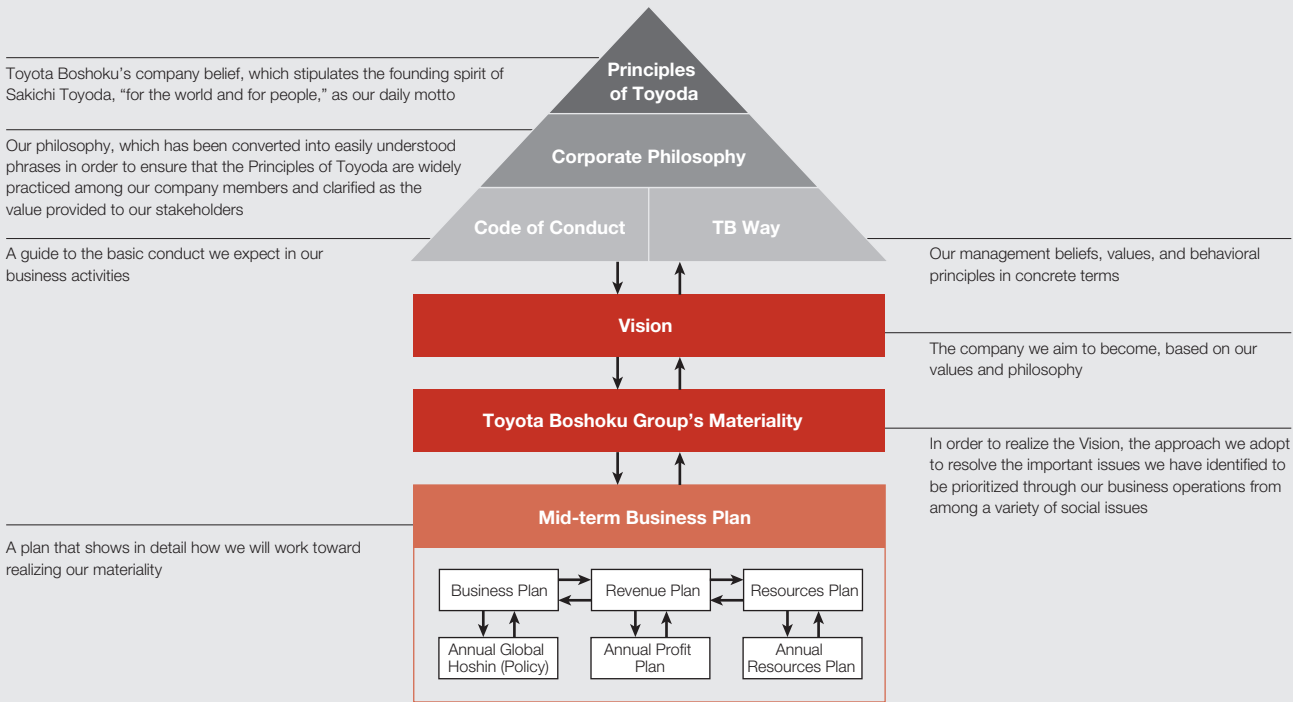 Principles
of Toyoda
Toyota Boshoku’s company belief, which stipulates the founding spirit of
Sakichi Toyoda, “for the world and for people,” as our daily motto
Corporate Philosophy
Our philosophy, which has been converted into easily understood
phrases in order to ensure that the Principles of Toyoda are widely
practiced among our company members and clarified as the
value provided to our stakeholders
Code of Conduct
TB Way
A guide to the basic conduct we expect in our
business activities
Our management beliefs, values, and behavioral
principles in concrete terms
Vision
The company we aim to become, based on our
values and philosophy
Toyota Boshoku Group’s Materiality
In order to realize the Vision, the approach we adopt
to resolve the important issues we have identified to
be prioritized through our business operations from
among a variety of social issues
Mid-term Business Plan
A plan that shows in detail how we will work toward
realizing our materiality
Business Plan
Revenue Plan
Resources Plan
Annual Global
Hoshin (Policy)
Annual Profit
Plan
Annual
Resources Plan